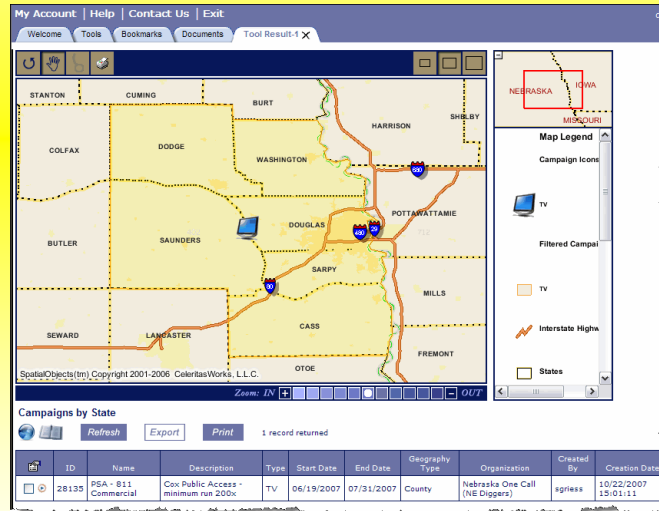 My Account | Help | Contact Us | Exit
Welcome Tools Bookmarks Documents Tool Result-1 X
STANTON CUMING BURT HARRISON SHELBY
COLFAX DODGE WASHINGTON
680
POTTAWATTAMIE
BUTLER SAUNDERS DOUGLAS 480 29
SARPY
80
MILLS
SEWARD LANCASTER CASS
OTOE FREMONT
SpatialObjects(tm) Copyright 2001-2006 CeleritasWorks, L.L.C.
Zoom: IN + - OUT
NEBRASKA IOWA
MISSOURI
Map Legend
Campaign Icons
TV
Filtered Campai
TV
Interstate Highw
States
Campaigns by State
Refresh Export Print 1 record returned
ID Name Description Type Start Date End Date Geography Type Organization Created By Creation Date
28135 PSA - 811 Commercial Cox Public Access - minimum run 200x TV 06/19/2007 07/31/2007 County Nebraska One Call (NE Diggers) sgriess 10/22/2007 15:01:11